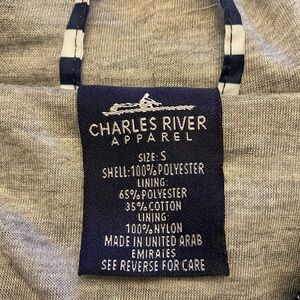 CHARLES RIVER
APPAREL
SIZE: S
SHELL:100% POLYESTER
LINING:
65% POLYESTER
35% COTTON
LINING:
100% NYLON
MADE IN UNITED ARAB
EMIRATES
SEE REVERSE FOR CARE